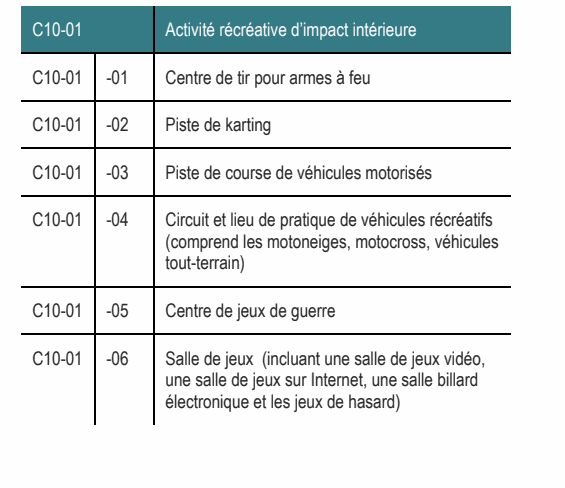 C10-01 Activité récréative d’impact intérieure
C10-01 -01 Centre de tir pour armes à feu
C10-01 -02 Piste de karting
C10-01 -03 Piste de course de véhicules motorisés
C10-01 -04 Circuit et lieu de pratique de véhicules récréatifs
(comprend les motoneiges, motocross, véhicules
tout-terrain)
C10-01 -05 Centre de jeux de guerre
C10-01 -06 Salle de jeux (incluant une salle de jeux vidéo,
une salle de jeux sur Internet, une salle billard
électronique et les jeux de hasard)